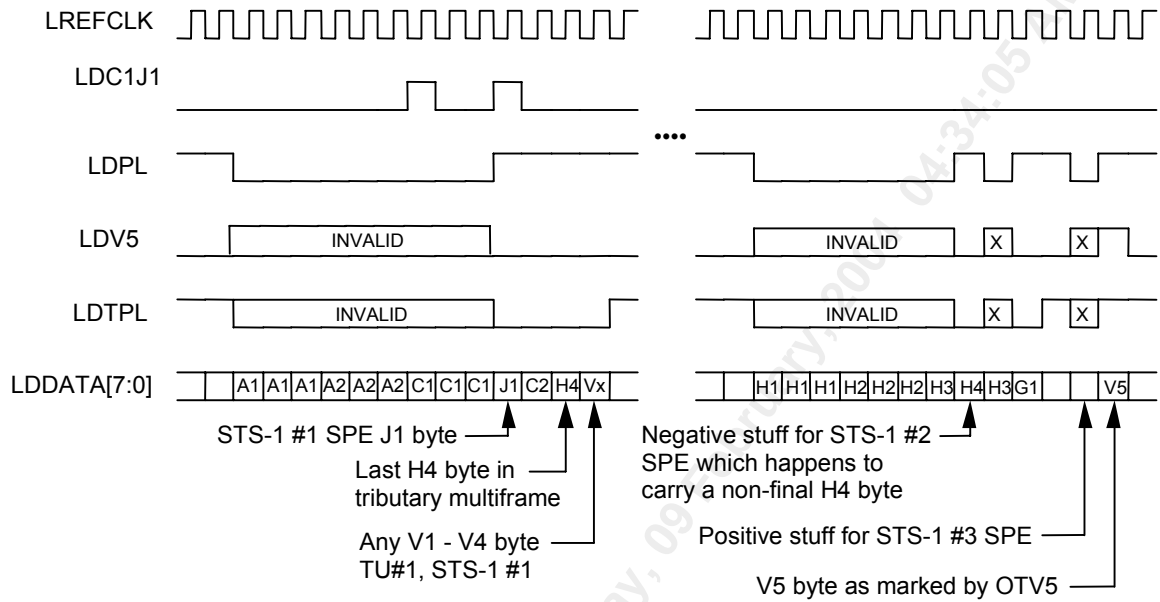 LREFCLK
LDC1J1
....
LDPL
LDV5 INVALID INVALID X X
LDTPL INVALID INVALID X X
LDDATA[7:0] A1 A1 A1 A2 A2 A2 C1 C1 C1 J1 C2 H4 Vx H1 H1 H1 H2 H2 H2 H3 H4 H3 G1 V5
STS-1 #1 SPE J1 byte
Last H4 byte in
tributary multiframe
Any V1 - V4 byte
TU#1, STS-1 #1
Negative stuff for STS-1 #2
SPE which happens to
carry a non-final H4 byte
Positive stuff for STS-1 #3 SPE
V5 byte as marked by OTV5